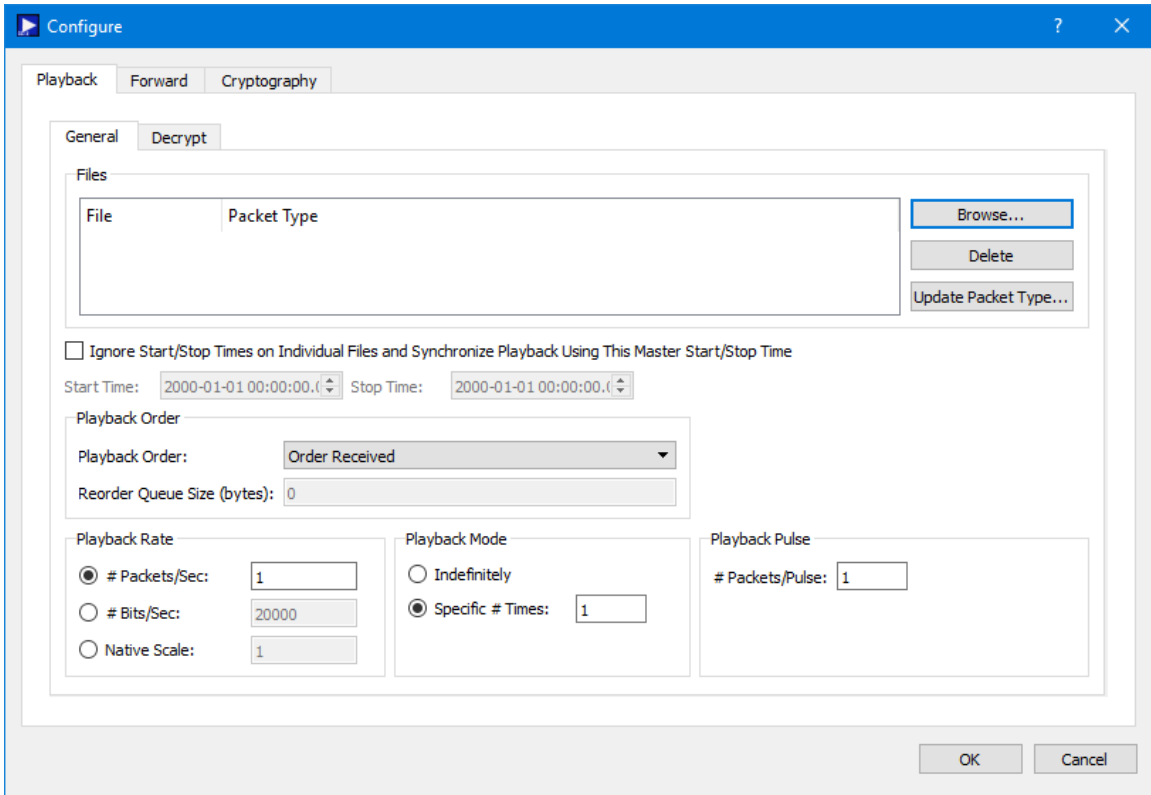 Configure
Playback Forward Cryptography
General Decrypt
Files
File Packet Type
Browse...
Delete
Update Packet Type...
Ignore Start/Stop Times on Individual Files and Synchronize Playback Using This Master Start/Stop Time
Start Time: 2000-01-01 00:00:00.( Stop Time: 2000-01-01 00:00:00.(
Playback Order
Playback Order: Order Received
Reorder Queue Size (bytes): 0
Playback Rate
# Packets/Sec: 1
# Bits/Sec: 20000
Native Scale: 1
Playback Mode
Indefinitely
Specific # Times: 1
Playback Pulse
# Packets/Pulse: 1
OK Cancel